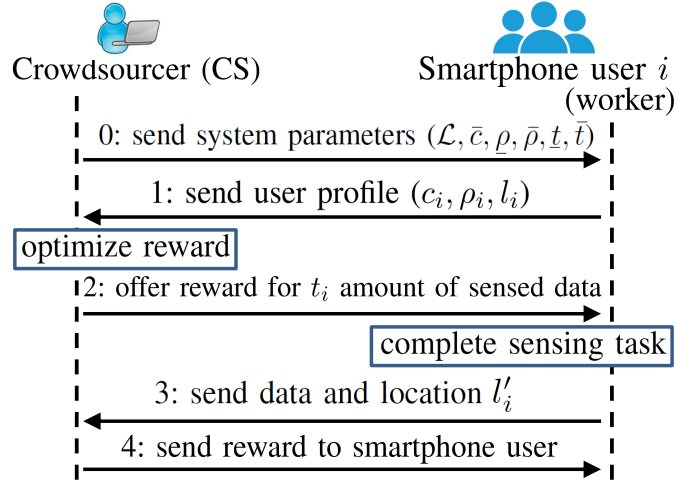 Crowdsourcer (CS)
Smartphone user i
(worker)
0: send system parameters (ℒ, c̄, ρ̲, ρ̄, t̲, t̄)
1: send user profile (cᵢ, ρᵢ, lᵢ)
optimize reward
2: offer reward for tᵢ amount of sensed data
complete sensing task
3: send data and location l′ᵢ
4: send reward to smartphone user